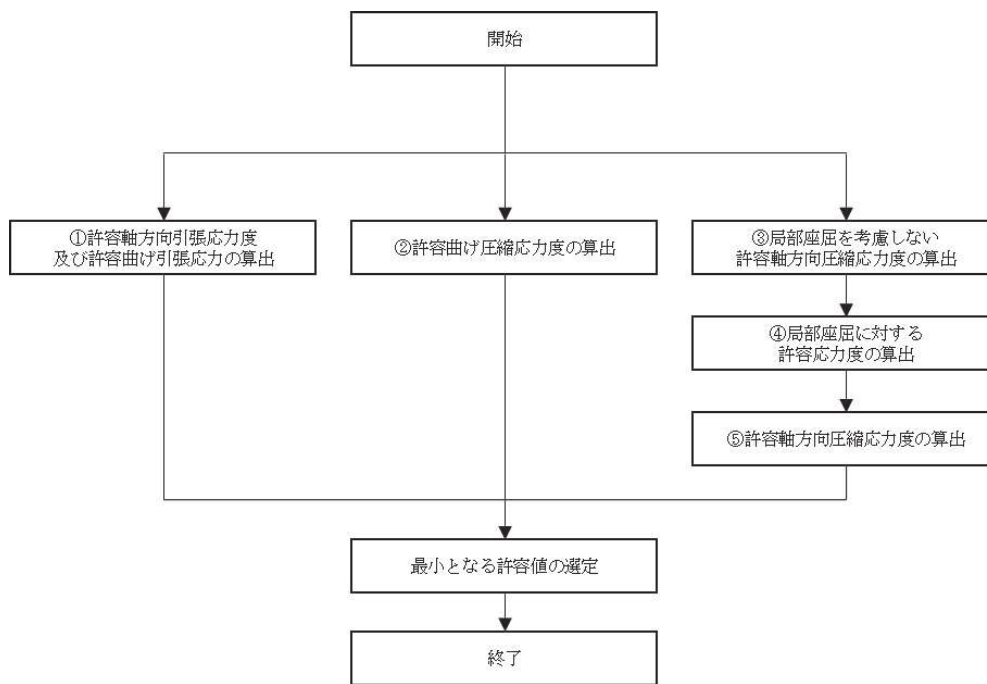 開始
①許容軸方向引張応力度
及び許容曲げ引張応力の算出
②許容曲げ圧縮応力度の算出
③局部座屈を考慮しない
許容軸方向圧縮応力度の算出
④局部座屈に対する
許容応力度の算出
⑤許容軸方向圧縮応力度の算出
最小となる許容値の選定
終了